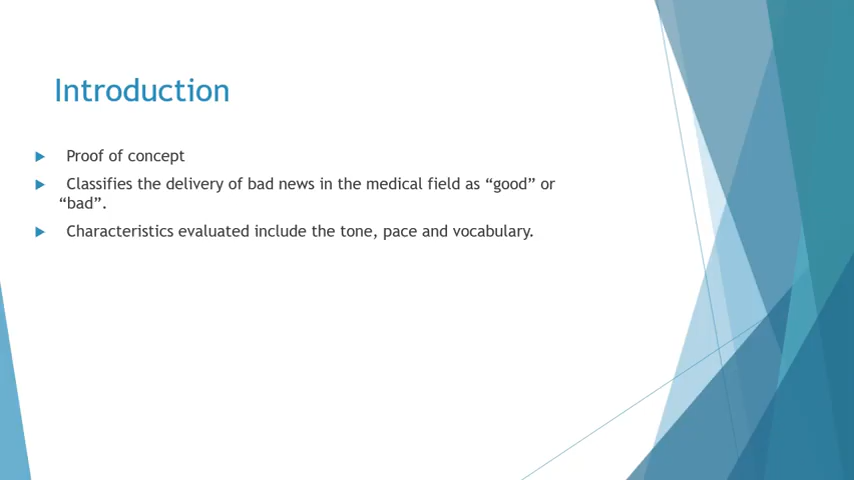 Introduction
Proof of concept
Classifies the delivery of bad news in the medical field as “good” or
“bad”.
Characteristics evaluated include the tone, pace and vocabulary.